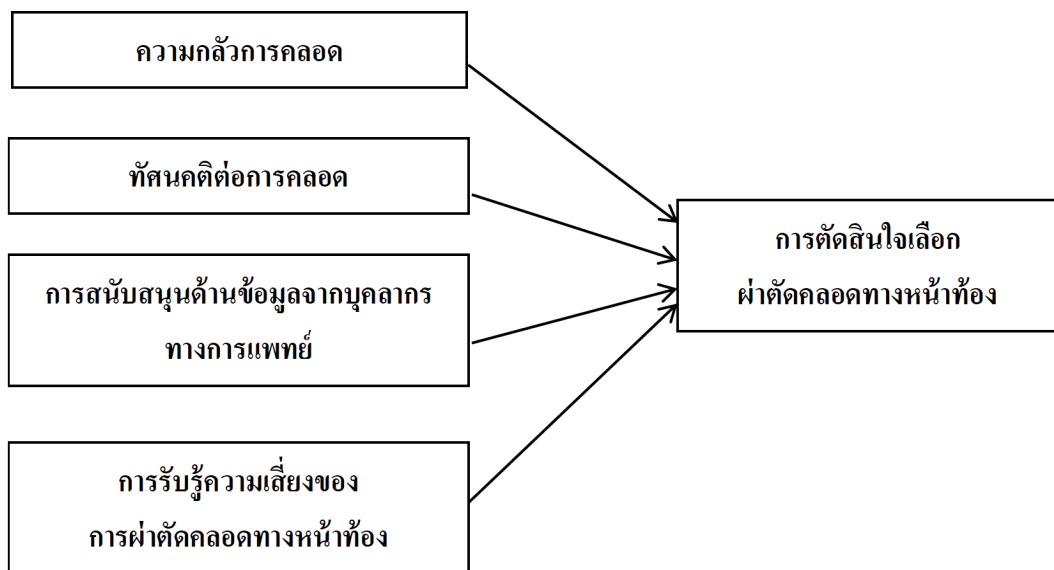 ความกลัวการคลอด
ทัศนคติต่อการคลอด
การสนับสนุนด้านข้อมูลจากบุคลากร
ทางการแพทย์
การรับรู้ความเสี่ยงของ
การผ่าตัดคลอดทางหน้าท้อง
การตัดสินใจเลือก
ผ่าตัดคลอดทางหน้าท้อง